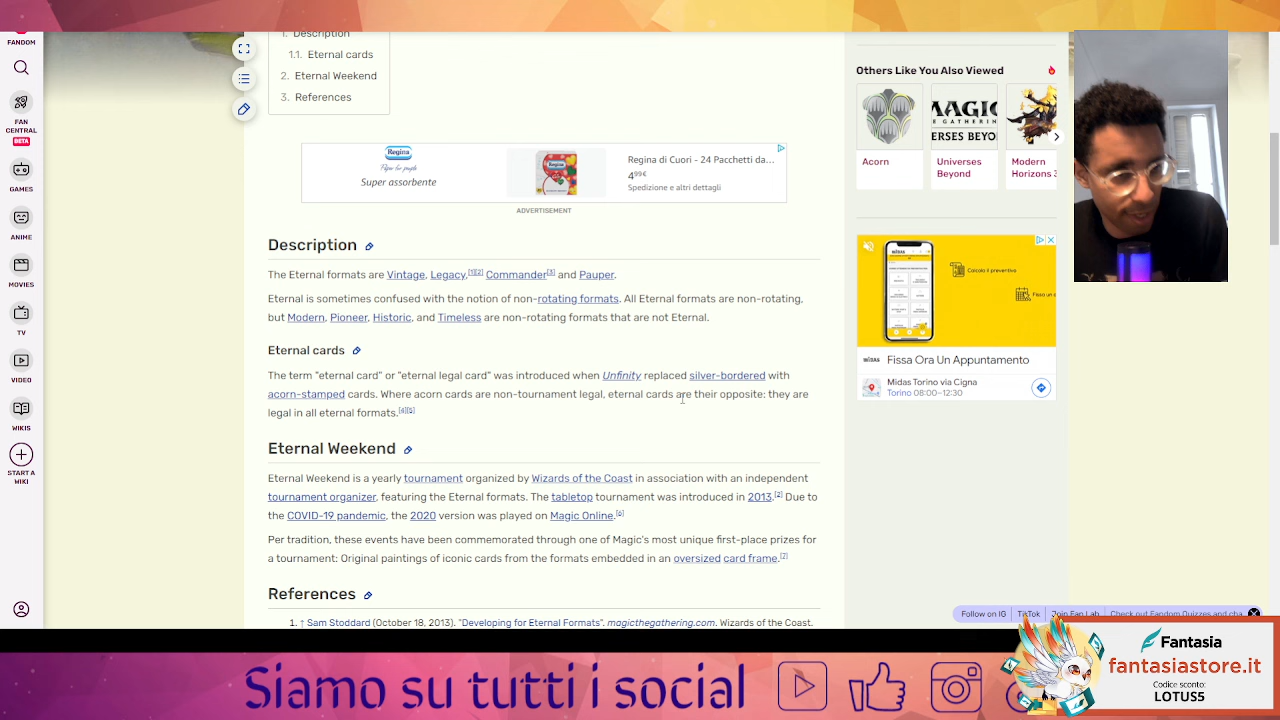 FANDOM
FAN
CENTRAL
BETA
GAMES
ANIME
MOVIES
TV
VIDEO
WIKIS
START A
WIKI
1. Description
1.1. Eternal cards
2. Eternal Weekend
3. References
Regina
Super assorbente
Regina di Cuori - 24 Pacchetti da...
4,99€
Spedizione e altri dettagli
ADVERTISEMENT
Description
The Eternal formats are Vintage, Legacy,[1][2] Commander[3] and Pauper.
Eternal is sometimes confused with the notion of non-rotating formats. All Eternal formats are non-rotating,
but Modern, Pioneer, Historic, and Timeless are non-rotating formats that are not Eternal.
Eternal cards
The term "eternal card" or "eternal legal card" was introduced when Unfinity replaced silver-bordered with
acorn-stamped cards. Where acorn cards are non-tournament legal, eternal cards are their opposite: they are
legal in all eternal formats.[4][5]
Eternal Weekend
Eternal Weekend is a yearly tournament organized by Wizards of the Coast in association with an independent
tournament organizer, featuring the Eternal formats. The tabletop tournament was introduced in 2013.[2] Due to
the COVID-19 pandemic, the 2020 version was played on Magic Online.[6]
Per tradition, these events have been commemorated through one of Magic's most unique first-place prizes for
a tournament: Original paintings of iconic cards from the formats embedded in an oversized card frame.[7]
References
1. ↑ Sam Stoddard (October 18, 2013). "Developing for Eternal Formats". magicthegathering.com. Wizards of the Coast.
Others Like You Also Viewed
Acorn
Universes
Beyond
Modern
Horizons 3
Calcola il preventivo
Fissa un
MIDAS
Fissa Ora Un Appuntamento
Midas Torino via Cigna
Torino 08:00–12:30
Follow on IG
TikTok
Join Fan Lab
Check out Fandom Quizzes and cha
Siamo su tutti i social
Fantasia
fantasiastore.it
Codice sconto:
LOTUS5